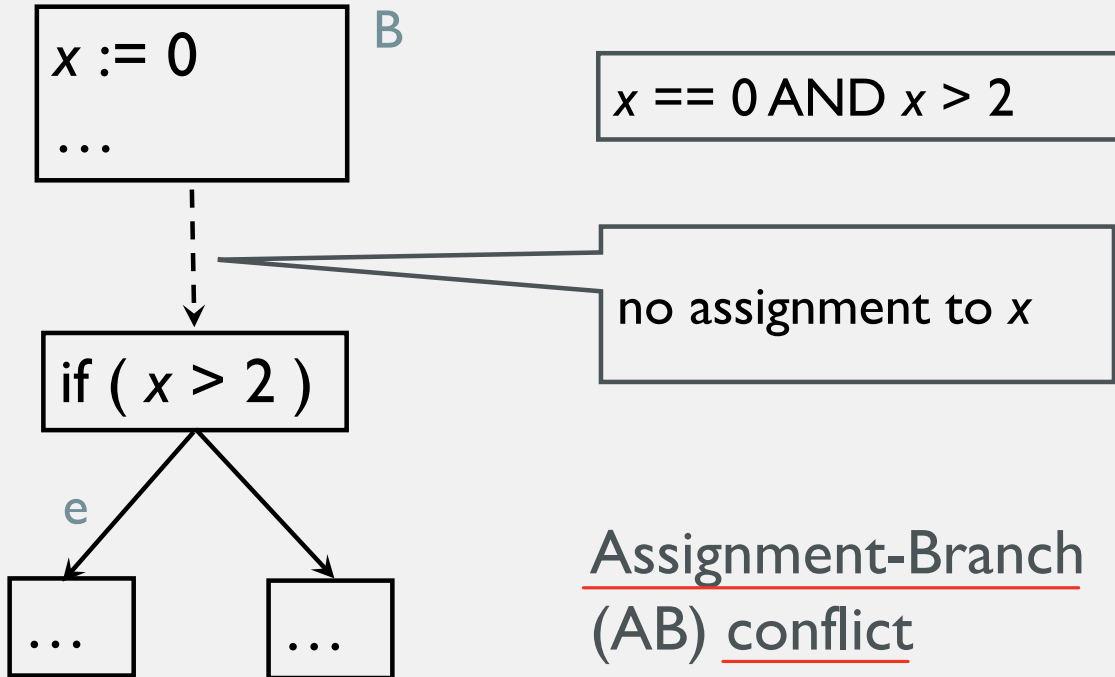 x := 0
…
B
x == 0 AND x > 2
no assignment to x
if ( x > 2 )
e
…
…
Assignment-Branch
(AB) conflict